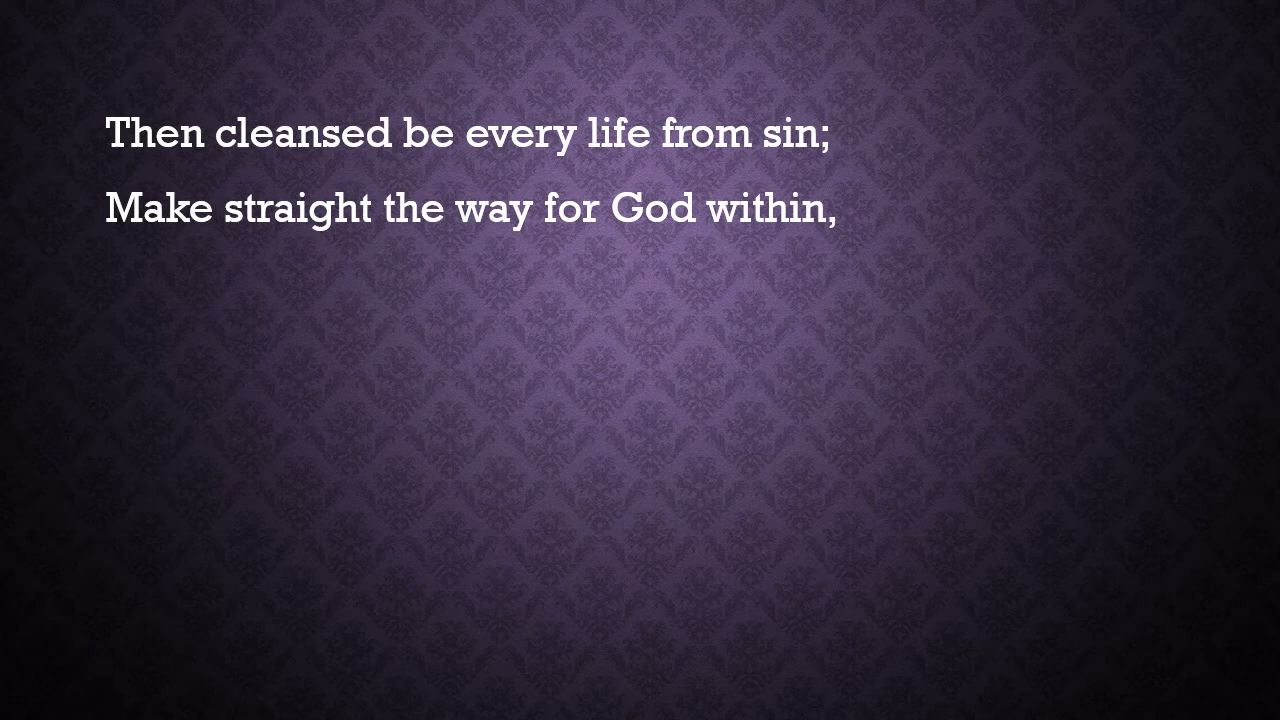 Then cleansed be every life from sin;
Make straight the way for God within,